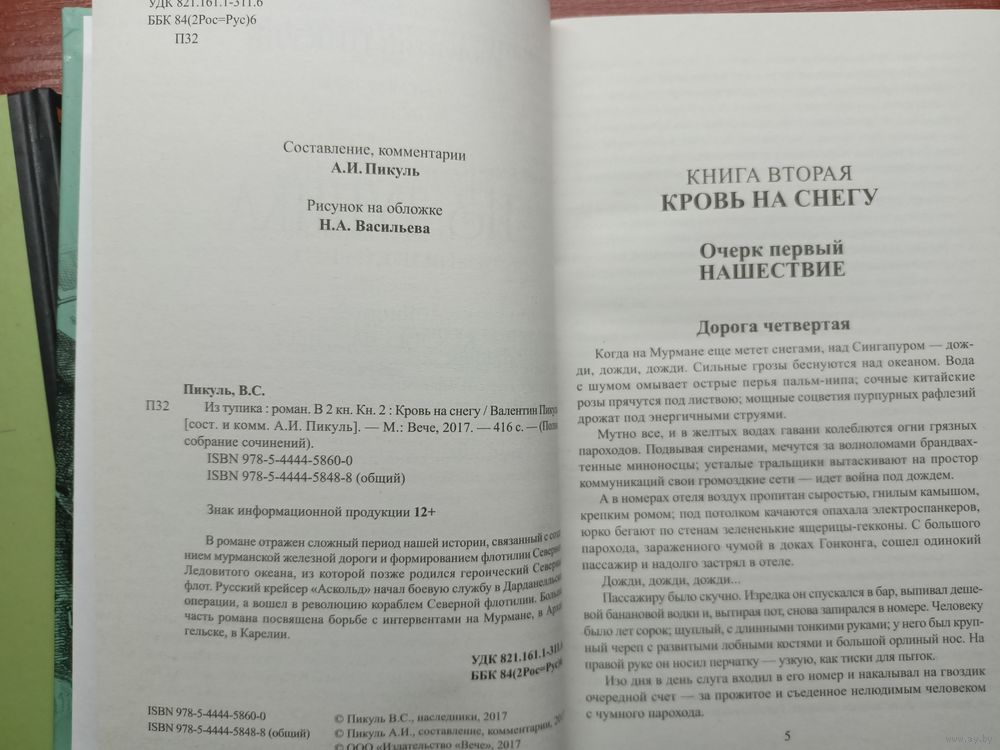 УДК 821.161.1-311.6
ББК 84(2Рос=Рус)6
П32
Составление, комментарии
А.И. Пикуль
Рисунок на обложке
Н.А. Васильева
Пикуль, В.С.
П32
Из тупика : роман. В 2 кн. Кн. 2 : Кровь на снегу / Валентин Пикуль
[сост. и комм. А.И. Пикуль]. — М.: Вече, 2017. — 416 с. — (Полн
собрание сочинений).
ISBN 978-5-4444-5860-0
ISBN 978-5-4444-5848-8 (общий)
Знак информационной продукции 12+
В романе отражен сложный период нашей истории, связанный с созда
нием мурманской железной дороги и формированием флотилии Северно
Ледовитого океана, из которой позже родился героический Северн
флот. Русский крейсер «Аскольд» начал боевую службу в Дарданелльск
операции, а вошел в революцию кораблем Северной флотилии. Больш
часть романа посвящена борьбе с интервентами на Мурмане, в Арха
гельске, в Карелии.
УДК 821.161.1-311.6
ББК 84(2Рос=Рус)6
ISBN 978-5-4444-5860-0
ISBN 978-5-4444-5848-8 (общий)
© Пикуль В.С., наследники, 2017
© Пикуль А.И., составление, комментарии, 2017
© ООО «Издательство «Вече», 2017
КНИГА ВТОРАЯ
КРОВЬ НА СНЕГУ
Очерк первый
НАШЕСТВИЕ
Дорога четвертая
Когда на Мурмане еще метет снегами, над Сингапуром — дож-
ди, дожди, дожди. Сильные грозы беснуются над океаном. Вода
с шумом омывает острые перья пальм-нипа; сочные китайские
розы прячутся под листвою; мощные соцветия пурпурных рафлезий
дрожат под энергичными струями.
Мутно все, и в желтых водах гавани колеблются огни грязных
пароходов. Подвывая сиренами, мечутся за волноломами брандвах-
тенные миноносцы; усталые тральщики вытаскивают на простор
коммуникаций свои громоздкие сети — идет война под дождем.
А в номерах отеля воздух пропитан сыростью, гнилым камышом,
крепким ромом; под потолком качаются опахала электроспанкеров,
юрко бегают по стенам зелененькие ящерицы-гекконы. С большого
парохода, зараженного чумой в доках Гонконга, сошел одинокий
пассажир и надолго застрял в отеле.
Дожди, дожди, дожди...
Пассажиру было скучно. Изредка он спускался в бар, выпивал деше-
вой банановой водки и, вытирая пот, снова запирался в номере. Человеку
было лет сорок; щуплый, с длинными тонкими руками; у него был круп-
ный череп с развитыми лобными костями и большой орлиный нос. На
правой руке он носил перчатку — узкую, как тиски для пыток.
Изо дня в день слуга входил в его номер и накалывал на гвоздик
очередной счет — за прожитое и съеденное нелюдимым человеком
с чумного парохода.
5
www.ay.by